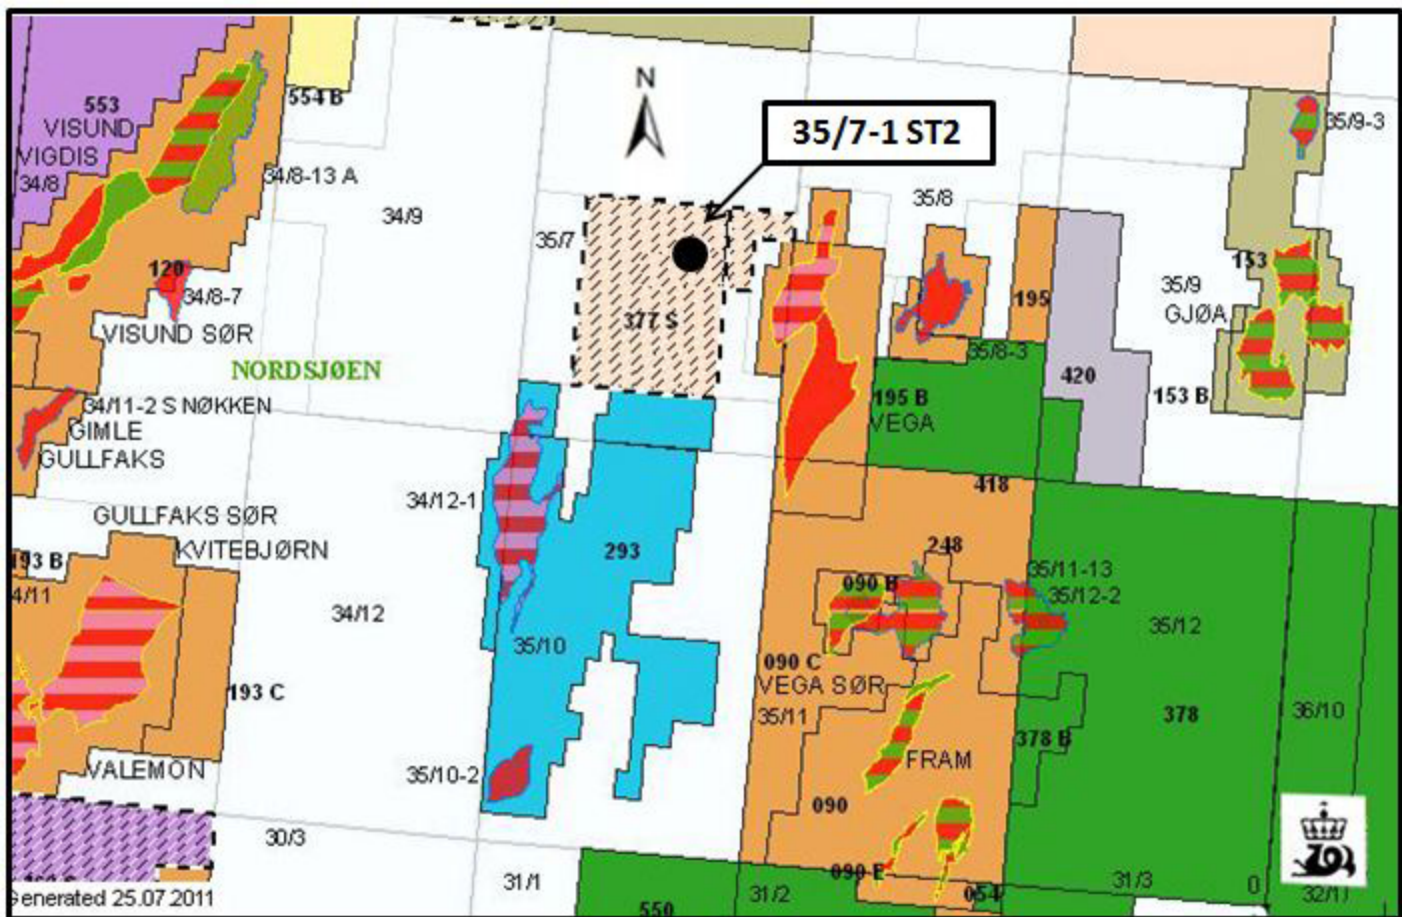 N
35/7-1 ST2
553
VISUND
VIGDIS
34/8
554 B
34/8-13 A
34/9
35/7
35/8
35/9-3
120
34/8-7
VISUND SØR
NORDSJØEN
377 S
195
35/8-3
35/9
GJØA
153
420
153 B
195 B
VEGA
34/11-2 S NØKKEN
GIMLE
GULLFAKS
34/12-1
418
GULLFAKS SØR
KVITEBJØRN
193 B
4/11
293
248
090 B
35/11-13
35/12-2
34/12
35/10
35/12
090 C
VEGA SØR
193 C
35/11
378
36/10
378 B
FRAM
VALEMON
35/10-2
090
30/3
090 E
054
31/1
31/2
31/3
0
32/1
550
Generated 25.07.2011